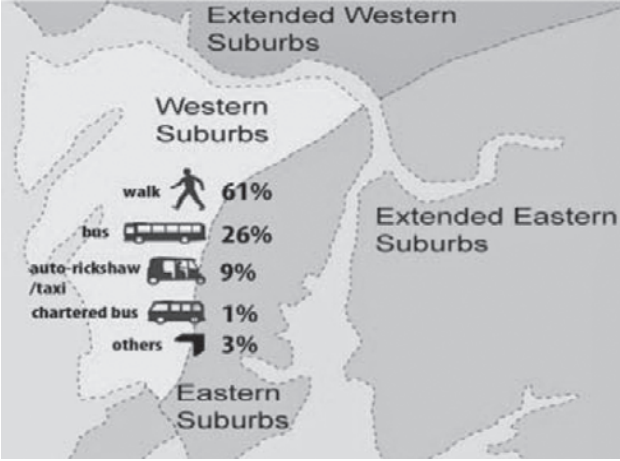 Extended Western
Suburbs
Western
Suburbs
walk 61%
bus 26%
auto-rickshaw
/taxi 9%
chartered bus 1%
others 3%
Extended Eastern
Suburbs
Eastern
Suburbs